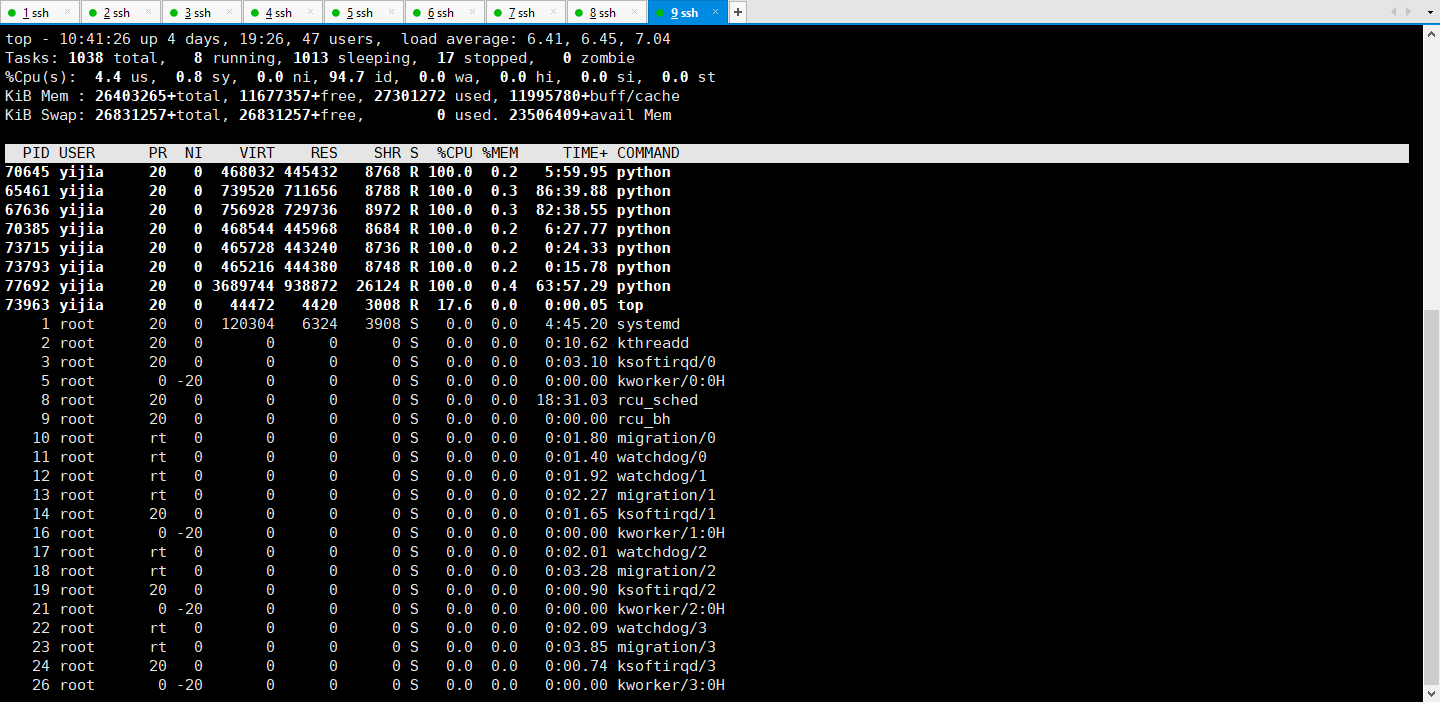 1 ssh × 2 ssh × 3 ssh × 4 ssh × 5 ssh × 6 ssh × 7 ssh × 8 ssh × 9 ssh × +
top - 10:41:26 up 4 days, 19:26, 47 users,  load average: 6.41, 6.45, 7.04
Tasks: 1038 total,   8 running, 1013 sleeping,  17 stopped,   0 zombie
%Cpu(s):  4.4 us,  0.8 sy,  0.0 ni, 94.7 id,  0.0 wa,  0.0 hi,  0.0 si,  0.0 st
KiB Mem : 26403265+total, 11677357+free, 27301272 used, 11995780+buff/cache
KiB Swap: 26831257+total, 26831257+free,        0 used. 23506409+avail Mem
  PID USER      PR  NI    VIRT    RES    SHR S  %CPU %MEM     TIME+ COMMAND
70645 yijia     20   0  468032 445432   8768 R 100.0  0.2   5:59.95 python
65461 yijia     20   0  739520 711656   8788 R 100.0  0.3  86:39.88 python
67636 yijia     20   0  756928 729736   8972 R 100.0  0.3  82:38.55 python
70385 yijia     20   0  468544 445968   8684 R 100.0  0.2   6:27.77 python
73715 yijia     20   0  465728 443240   8736 R 100.0  0.2   0:24.33 python
73793 yijia     20   0  465216 444380   8748 R 100.0  0.2   0:15.78 python
77692 yijia     20   0 3689744 938872  26124 R 100.0  0.4  63:57.29 python
73963 yijia     20   0   44472   4420   3008 R  17.6  0.0   0:00.05 top
    1 root      20   0  120304   6324   3908 S   0.0  0.0   4:45.20 systemd
    2 root      20   0       0      0      0 S   0.0  0.0   0:10.62 kthreadd
    3 root      20   0       0      0      0 S   0.0  0.0   0:03.10 ksoftirqd/0
    5 root       0 -20       0      0      0 S   0.0  0.0   0:00.00 kworker/0:0H
    8 root      20   0       0      0      0 S   0.0  0.0  18:31.03 rcu_sched
    9 root      20   0       0      0      0 S   0.0  0.0   0:00.00 rcu_bh
   10 root      rt   0       0      0      0 S   0.0  0.0   0:01.80 migration/0
   11 root      rt   0       0      0      0 S   0.0  0.0   0:01.40 watchdog/0
   12 root      rt   0       0      0      0 S   0.0  0.0   0:01.92 watchdog/1
   13 root      rt   0       0      0      0 S   0.0  0.0   0:02.27 migration/1
   14 root      20   0       0      0      0 S   0.0  0.0   0:01.65 ksoftirqd/1
   16 root       0 -20       0      0      0 S   0.0  0.0   0:00.00 kworker/1:0H
   17 root      rt   0       0      0      0 S   0.0  0.0   0:02.01 watchdog/2
   18 root      rt   0       0      0      0 S   0.0  0.0   0:03.28 migration/2
   19 root      20   0       0      0      0 S   0.0  0.0   0:00.90 ksoftirqd/2
   21 root       0 -20       0      0      0 S   0.0  0.0   0:00.00 kworker/2:0H
   22 root      rt   0       0      0      0 S   0.0  0.0   0:02.09 watchdog/3
   23 root      rt   0       0      0      0 S   0.0  0.0   0:03.85 migration/3
   24 root      20   0       0      0      0 S   0.0  0.0   0:00.74 ksoftirqd/3
   26 root       0 -20       0      0      0 S   0.0  0.0   0:00.00 kworker/3:0H